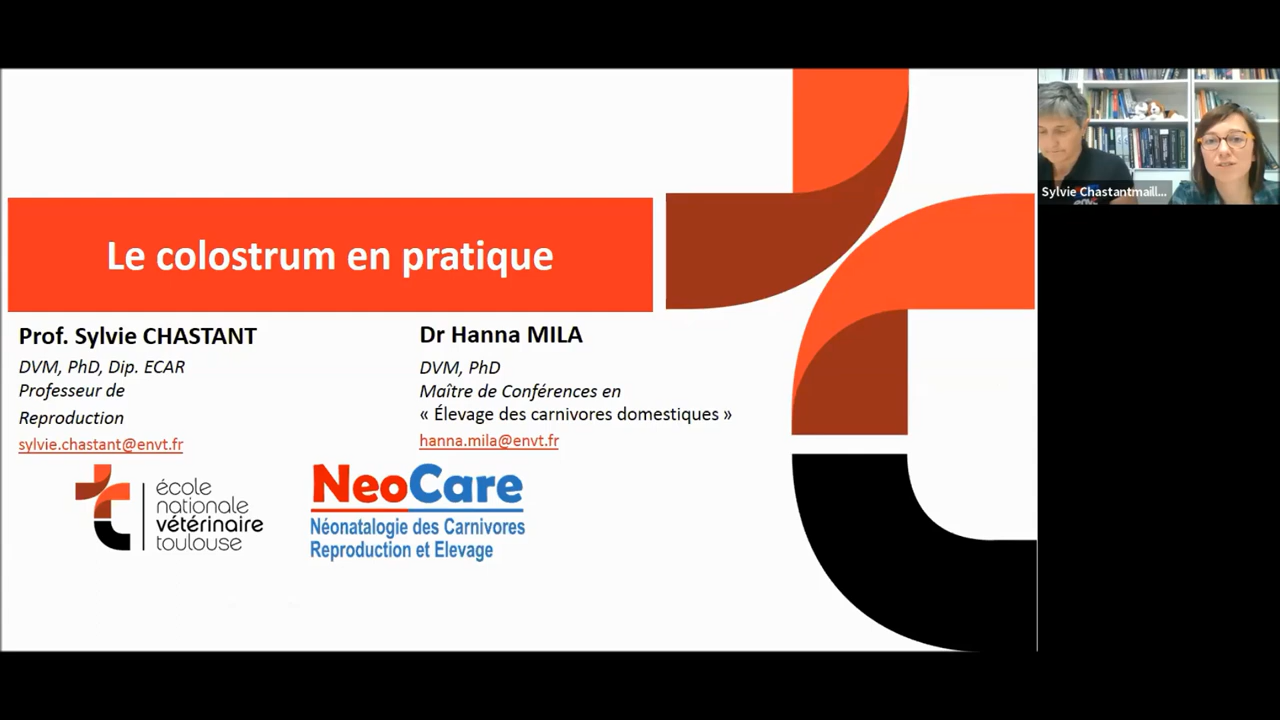 Le colostrum en pratique
Prof. Sylvie CHASTANT
DVM, PhD, Dip. ECAR
Professeur de
Reproduction
sylvie.chastant@envt.fr
Dr Hanna MILA
DVM, PhD
Maître de Conférences en
« Élevage des carnivores domestiques »
hanna.mila@envt.fr
école
nationale
vétérinaire
toulouse
NeoCare
Néonatalogie des Carnivores
Reproduction et Elevage
Sylvie Chastantmaill...